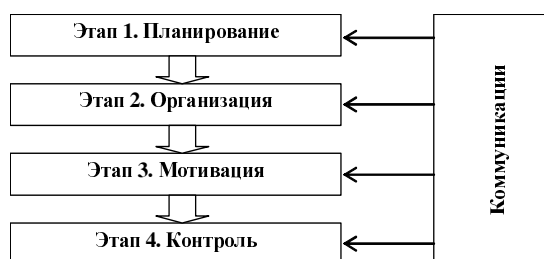 Этап 1. Планирование
Этап 2. Организация
Этап 3. Мотивация
Этап 4. Контроль
Коммуникации